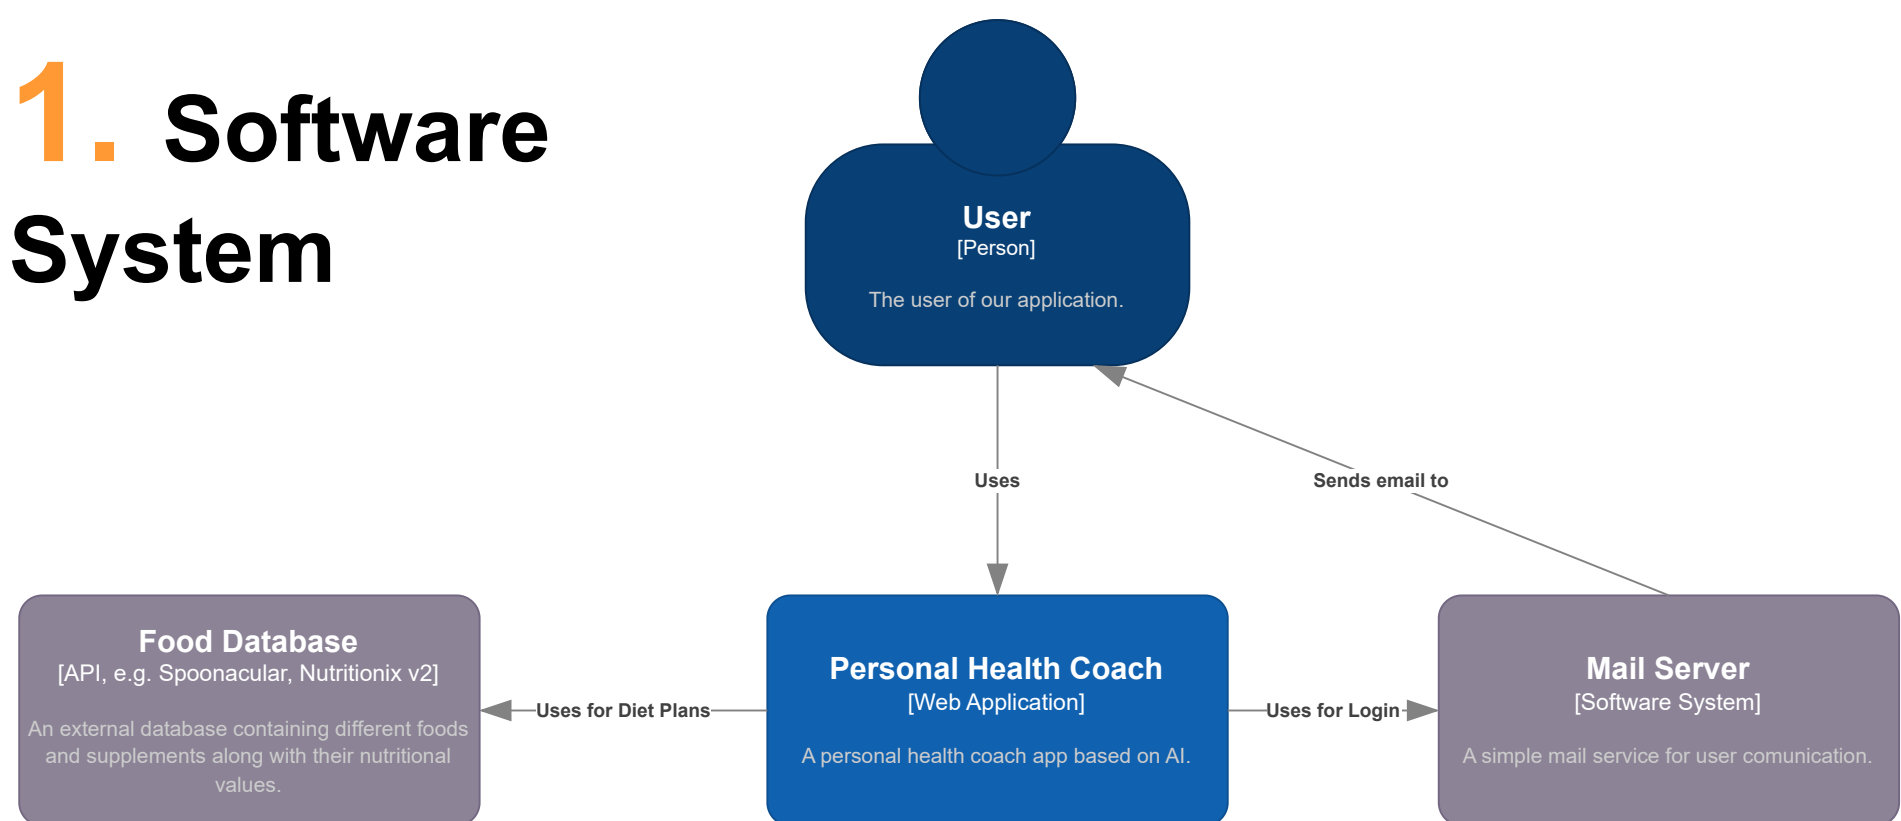 1. Software
System
User
[Person]
The user of our application.
Uses
Sends email to
Food Database
[API, e.g. Spoonacular, Nutritionix v2]
An external database containing different foods
and supplements along with their nutritional
values.
Uses for Diet Plans
Personal Health Coach
[Web Application]
A personal health coach app based on AI.
Uses for Login
Mail Server
[Software System]
A simple mail service for user comunication.